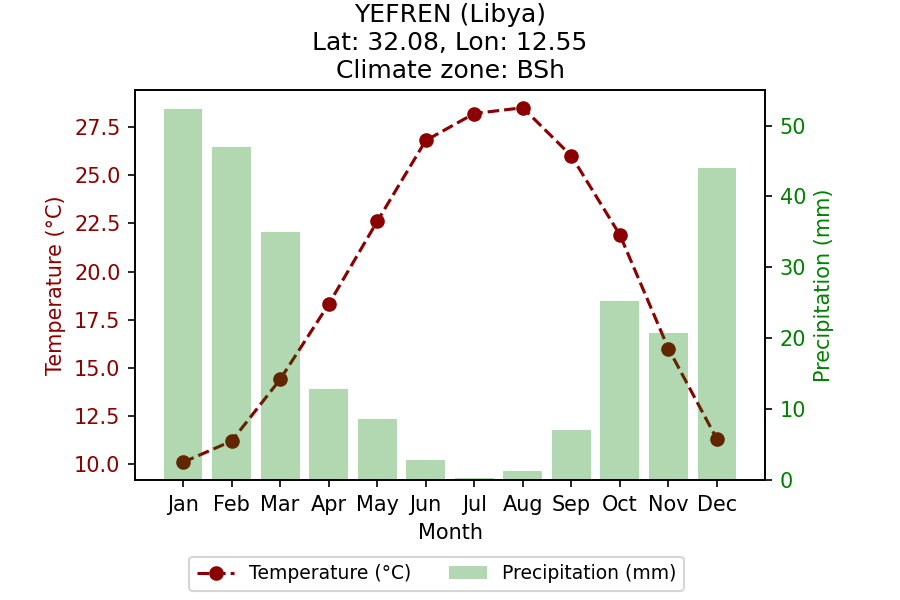 YEFREN (Libya)
Lat: 32.08, Lon: 12.55
Climate zone: BSh
27.5
25.0
22.5
20.0
17.5
15.0
12.5
10.0
Temperature (°C)
50
40
30
20
10
0
Precipitation (mm)
Jan Feb Mar Apr May Jun Jul Aug Sep Oct Nov Dec
Month
Temperature (°C) Precipitation (mm)